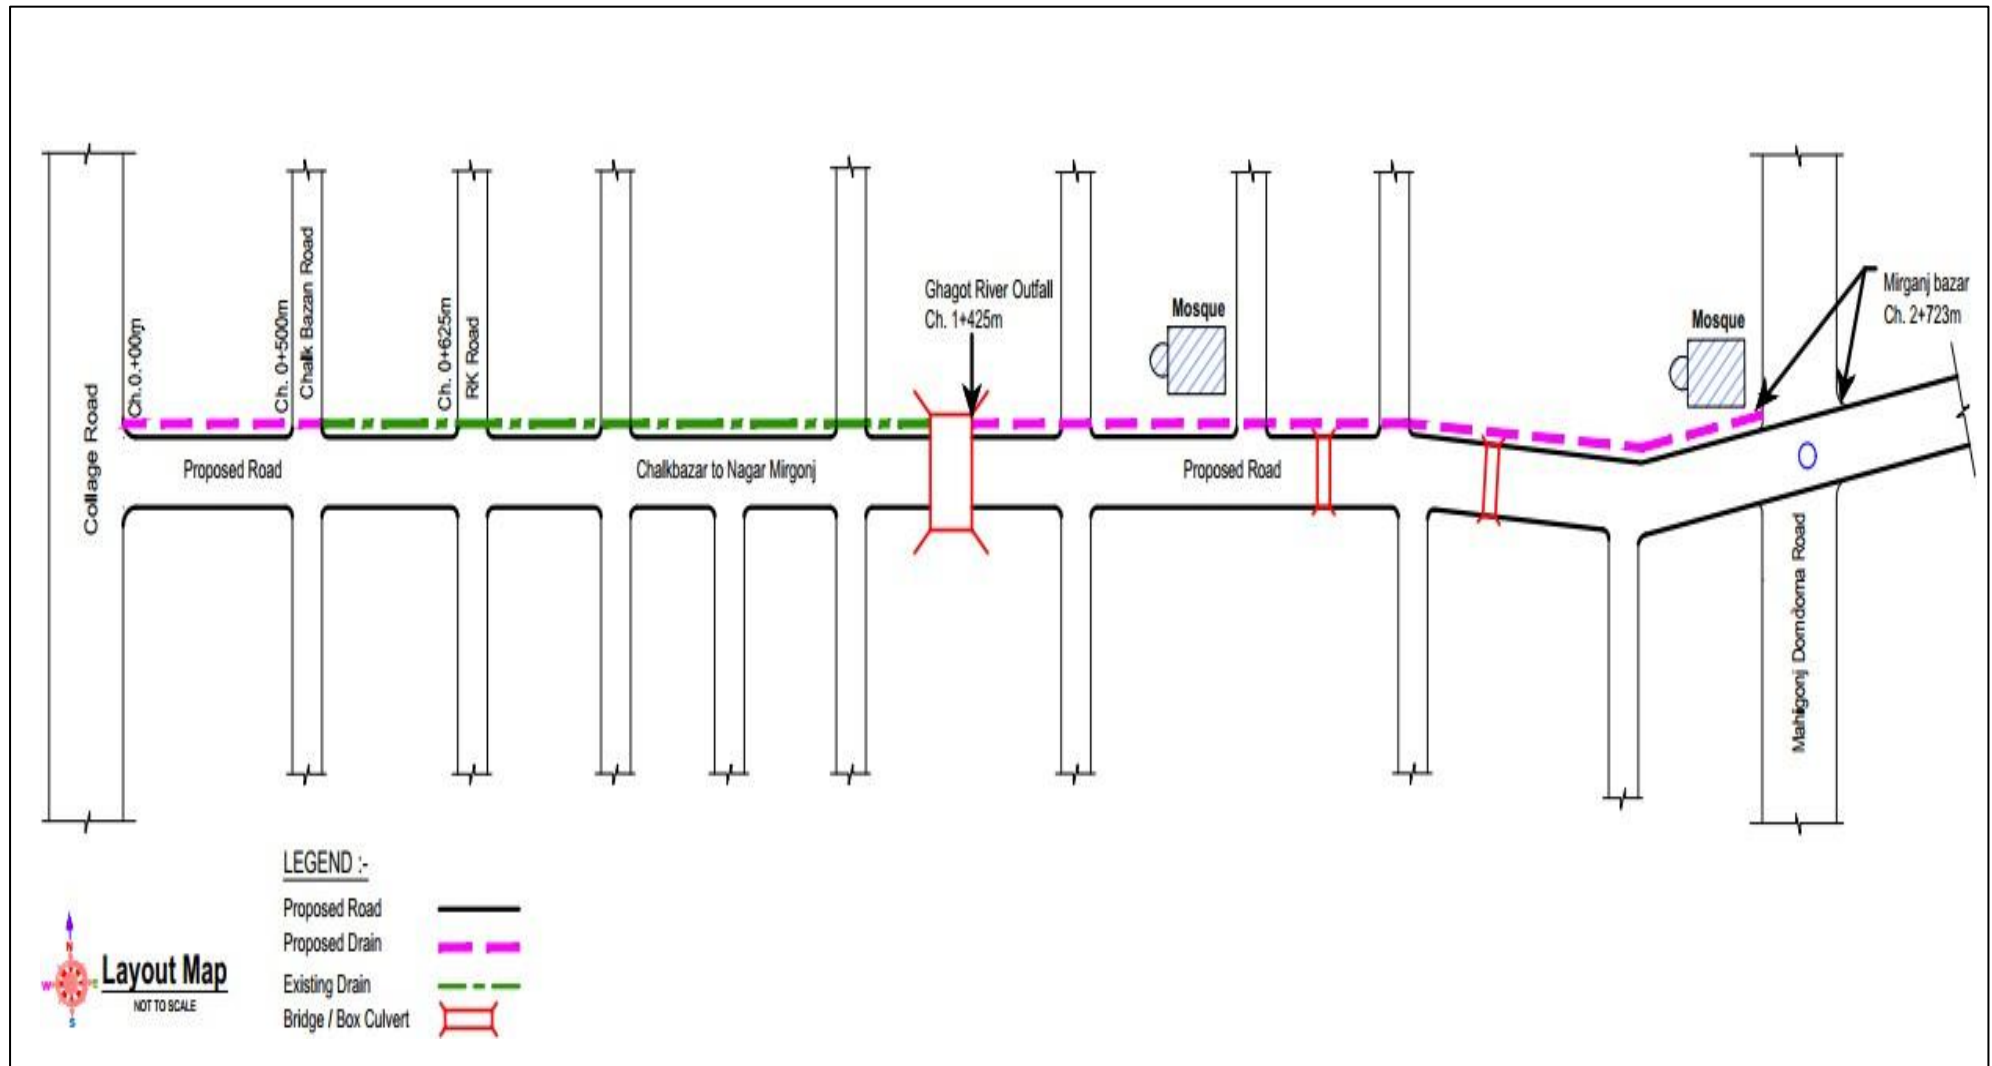 Collage Road
Ch.0.+00m
Ch. 0+500m
Chalk Bazan Road
Ch. 0+625m
RK Road
Ghagot River Outfall
Ch. 1+425m
Mosque
Mosque
Mirganj bazar
Ch. 2+723m
Proposed Road
Chalkbazar to Nagar Mirgonj
Proposed Road
Mahigonj Domdoma Road
LEGEND :-
Proposed Road
Proposed Drain
Existing Drain
Bridge / Box Culvert
N
W
E
S
Layout Map
NOT TO SCALE